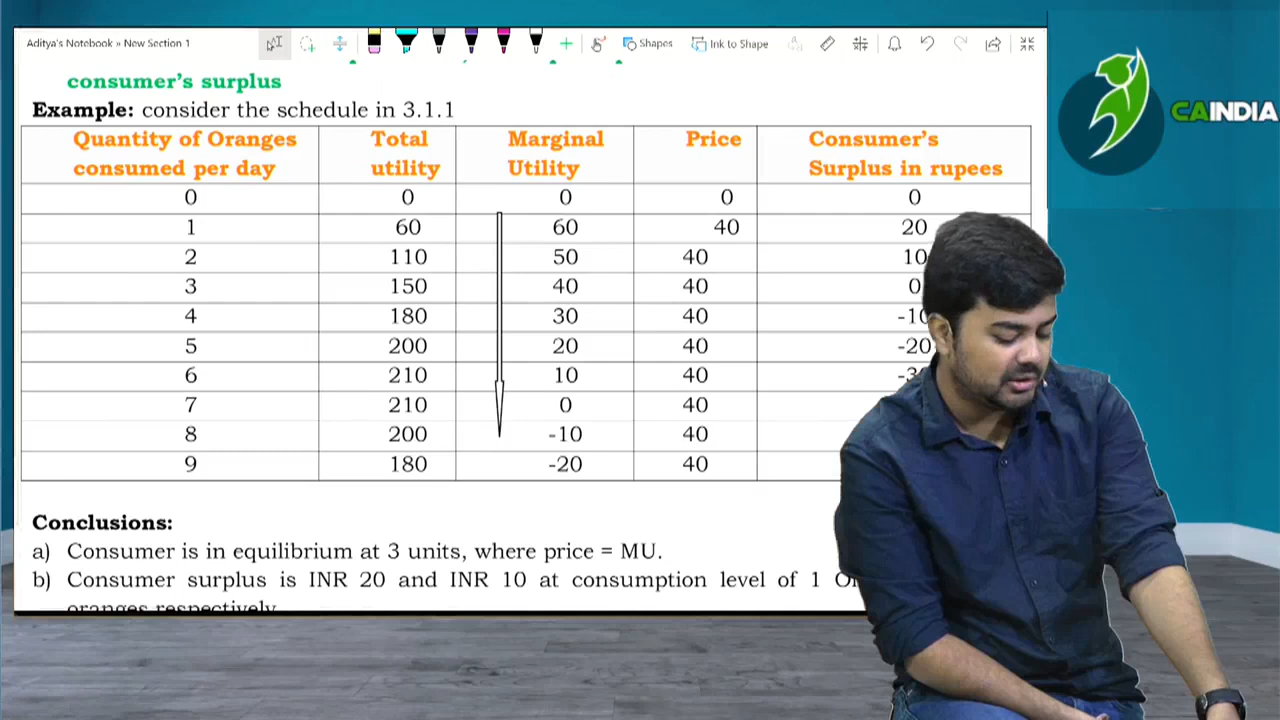 Aditya's Notebook » New Section 1
Shapes
Ink to Shape
CAINDIA
consumer's surplus
Example: consider the schedule in 3.1.1
Quantity of Oranges consumed per day Total utility Marginal Utility Price Consumer's Surplus in rupees
0 0 0 0 0
1 60 60 40 20
2 110 50 40 10
3 150 40 40 0
4 180 30 40 -10
5 200 20 40 -20
6 210 10 40
7 210 0 40
8 200 -10 40
9 180 -20 40
Conclusions:
a) Consumer is in equilibrium at 3 units, where price = MU.
b) Consumer surplus is INR 20 and INR 10 at consumption level of 1
oranges respectively